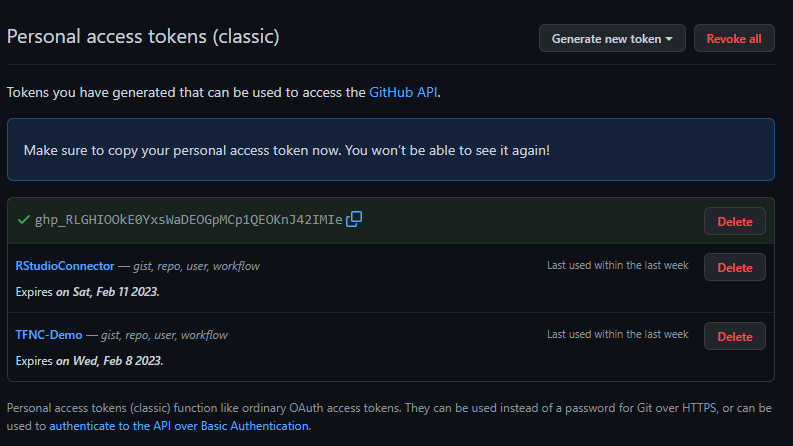 Personal access tokens (classic)
Generate new token
Revoke all
Tokens you have generated that can be used to access the GitHub API.
Make sure to copy your personal access token now. You won't be able to see it again!
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
Delete
RStudioConnector — gist, repo, user, workflow
Last used within the last week
Delete
Expires on Sat, Feb 11 2023.
TFNC-Demo — gist, repo, user, workflow
Last used within the last week
Delete
Expires on Wed, Feb 8 2023.
Personal access tokens (classic) function like ordinary OAuth access tokens. They can be used instead of a password for Git over HTTPS, or can be
used to authenticate to the API over Basic Authentication.